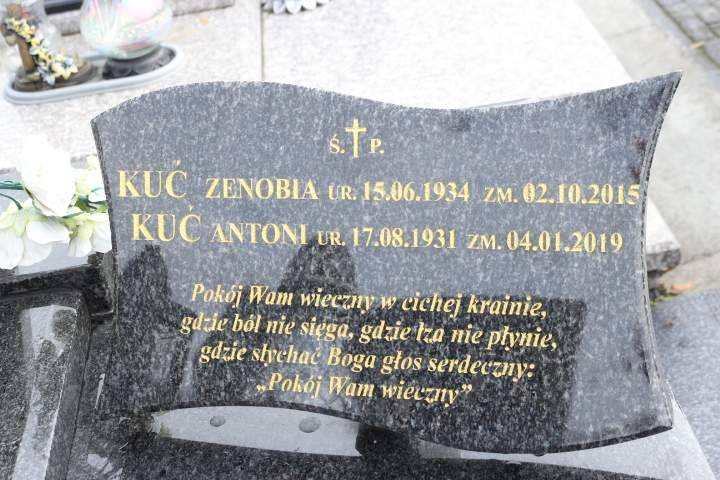 Ś. † P.
KUĆ ZENOBIA UR. 15.06.1934 ZM. 02.10.2015
KUĆ ANTONI UR. 17.08.1931 ZM. 04.01.2019
Pokój Wam wieczny w cichej krainie,
gdzie ból nie sięga, gdzie łza nie płynie,
gdzie słychać Boga głos serdeczny:
„Pokój Wam wieczny”